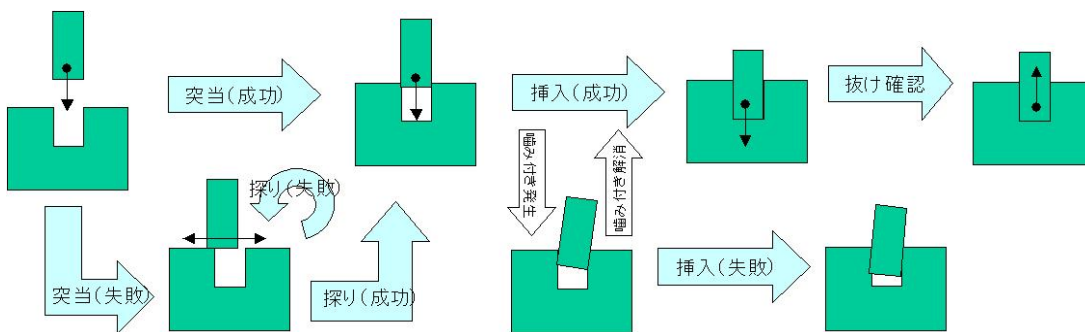 突当(成功)
挿入(成功)
抜け確認
噛み付き発生
噛み付き解消
探り(失敗)
突当(失敗)
探り(成功)
挿入(失敗)